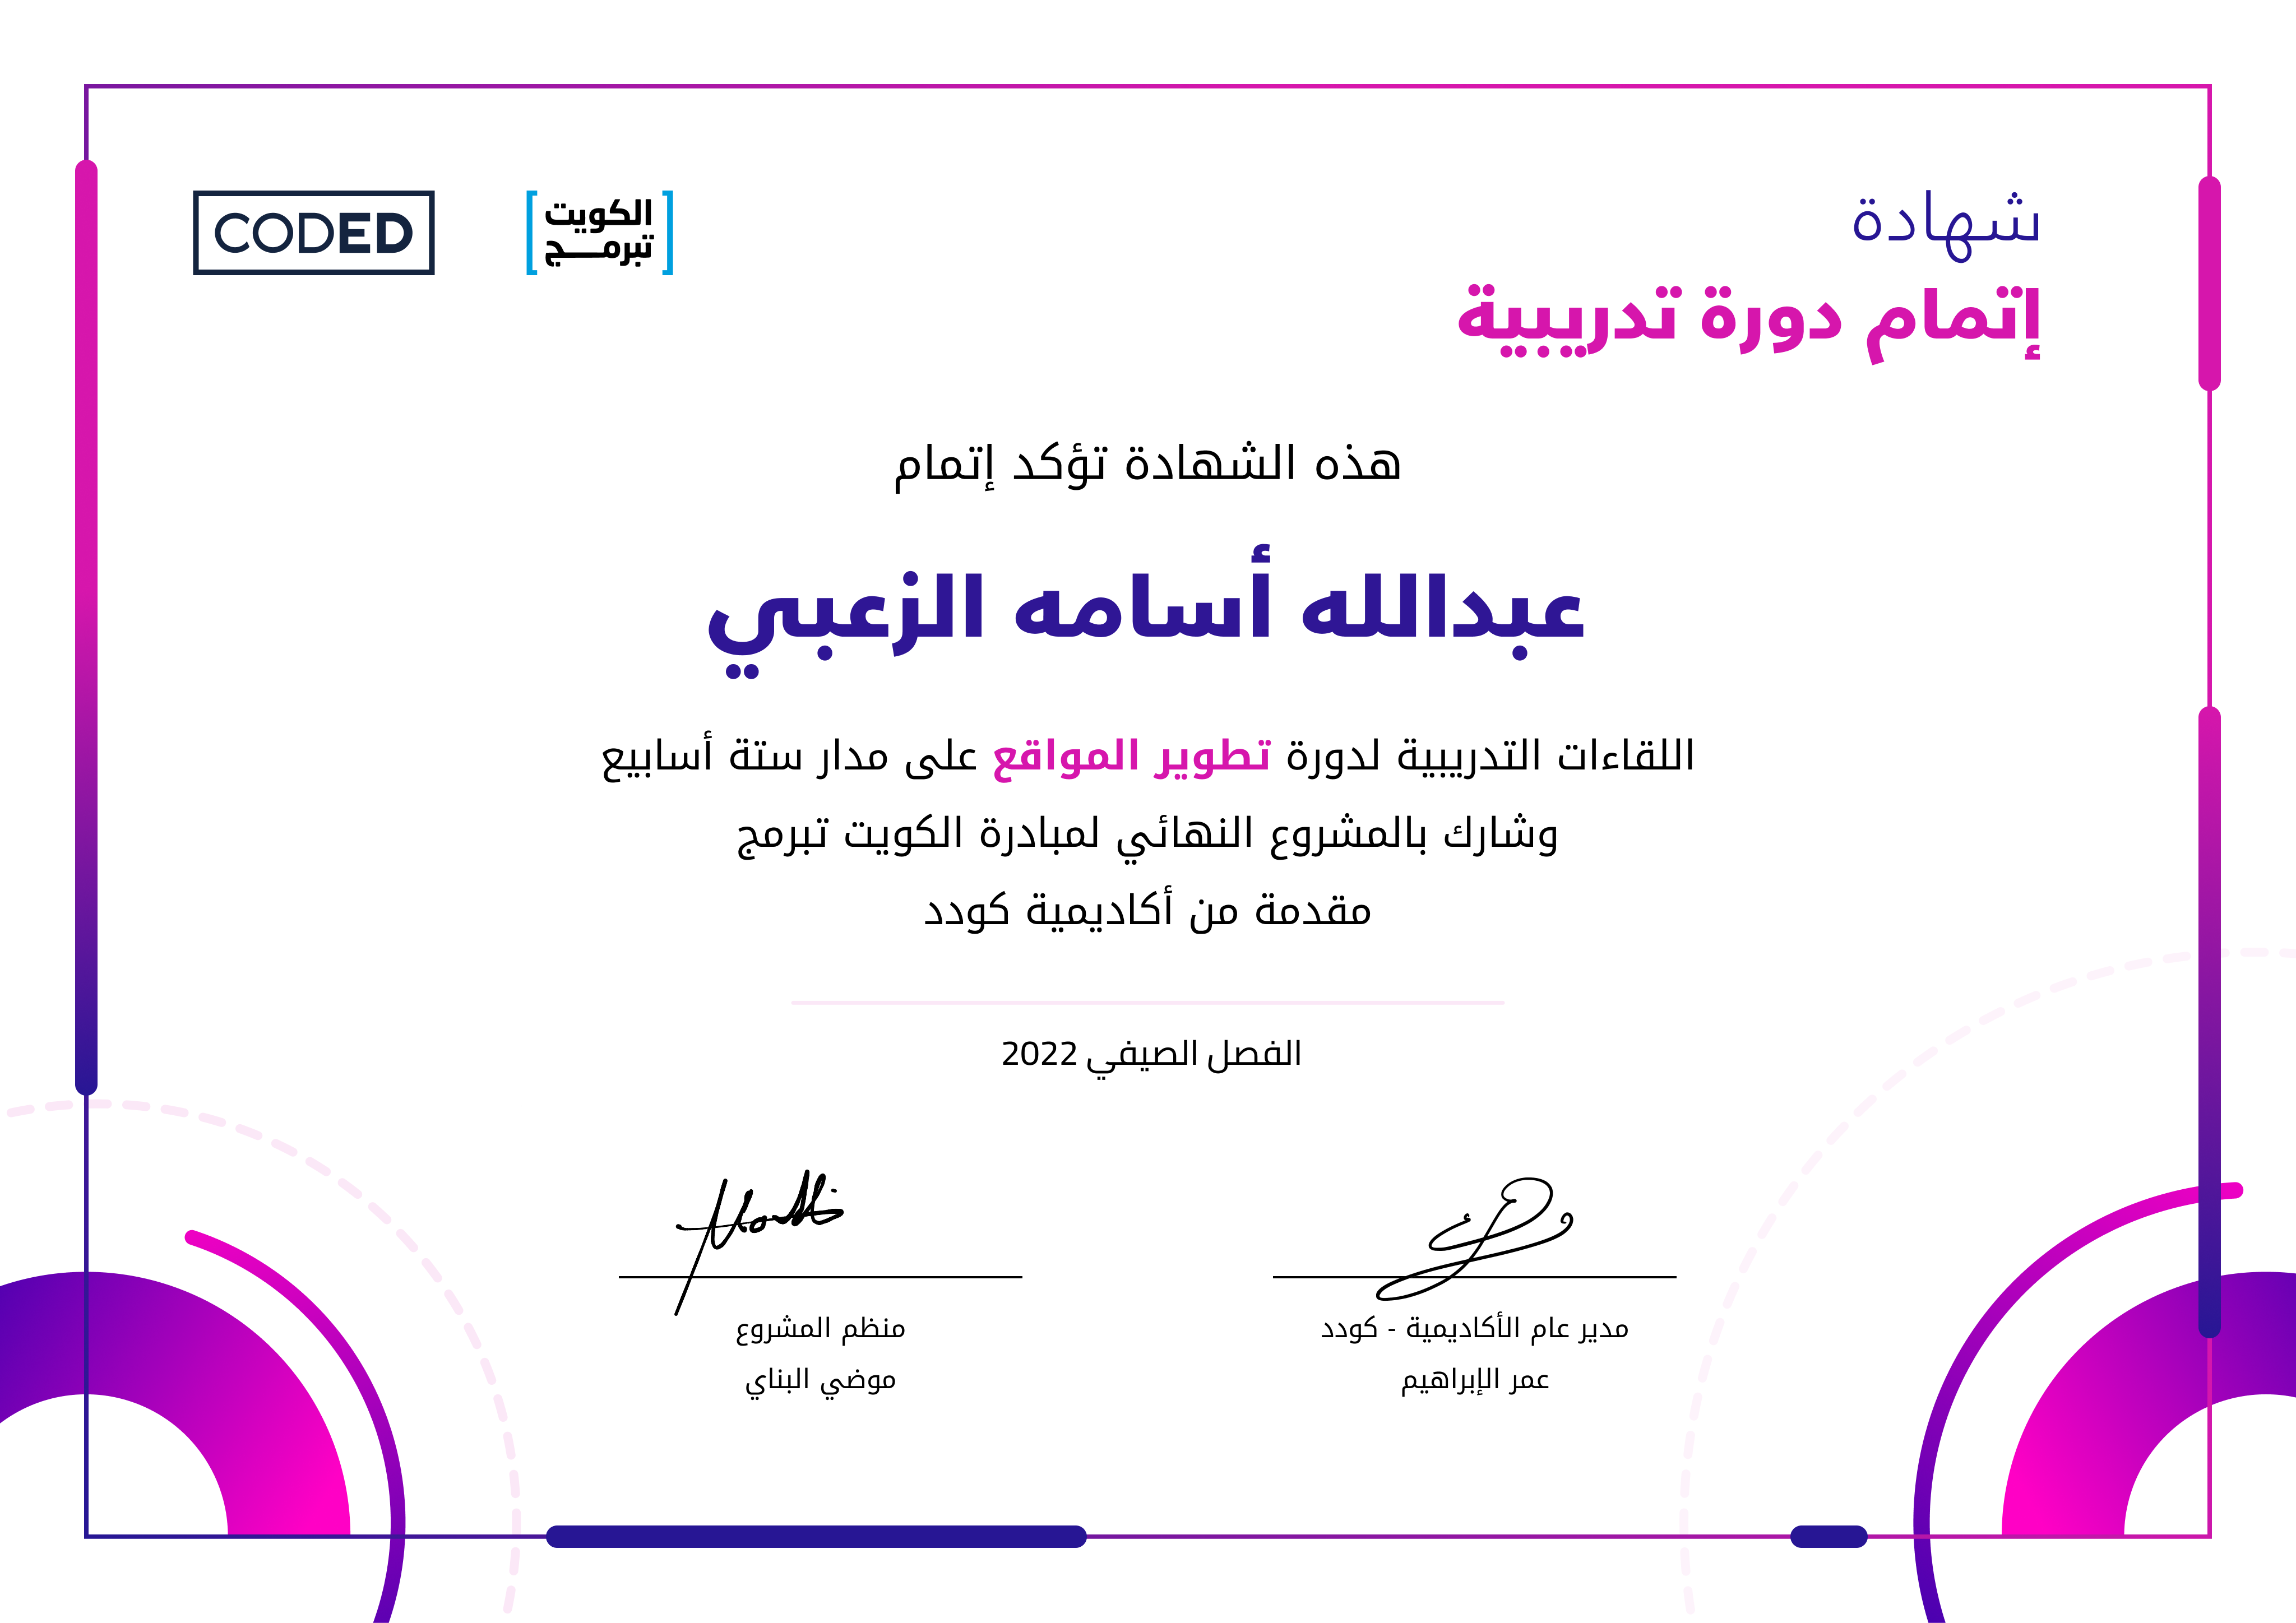 شهادة
إتمام دورة تدريبية
CODED
الكويت
تبرمج
هذه الشهادة تؤكد إتمام
عبدالله أسامه الزعبي
اللقاءات التدريبية لدورة تطوير المواقع على مدار ستة أسابيع
وشارك بالمشروع النهائي لمبادرة الكويت تبرمج
مقدمة من أكاديمية كودد
الفصل الصيفي 2022
مدير عام الأكاديمية - كودد
عمر الإبراهيم
منظم المشروع
موضي البناي